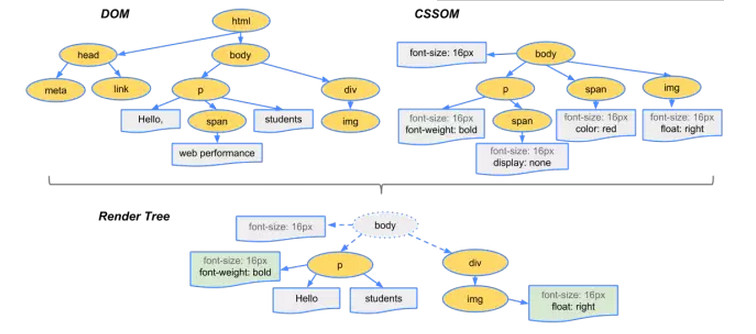 DOM
CSSOM
html
head
body
font-size: 16px
body
meta
link
p
div
p
span
img
Hello,
span
students
img
font-size: 16px
font-weight: bold
span
font-size: 16px
color: red
font-size: 16px
float: right
web performance
font-size: 16px
display: none
Render Tree
font-size: 16px
body
font-size: 16px
font-weight: bold
p
div
Hello
students
img
font-size: 16px
float: right